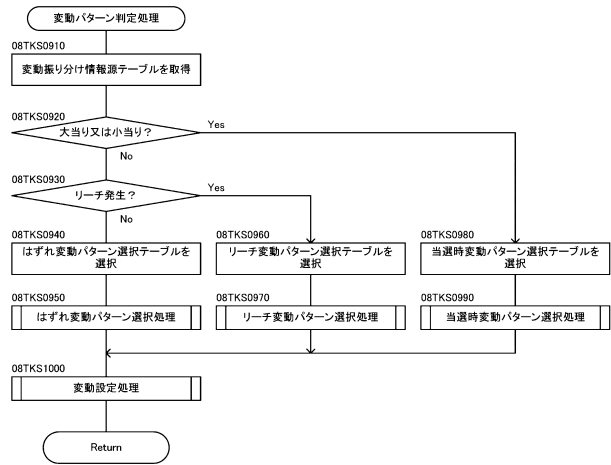 変動パターン判定処理
08TKS0910
変動振り分け情報源テーブルを取得
08TKS0920
大当り又は小当り?
Yes
No
08TKS0930
リーチ発生?
Yes
No
08TKS0940
はずれ変動パターン選択テーブルを
選択
08TKS0960
リーチ変動パターン選択テーブルを
選択
08TKS0980
当選時変動パターン選択テーブルを
選択
08TKS0950
はずれ変動パターン選択処理
08TKS0970
リーチ変動パターン選択処理
08TKS0990
当選時変動パターン選択処理
08TKS1000
変動設定処理
Return